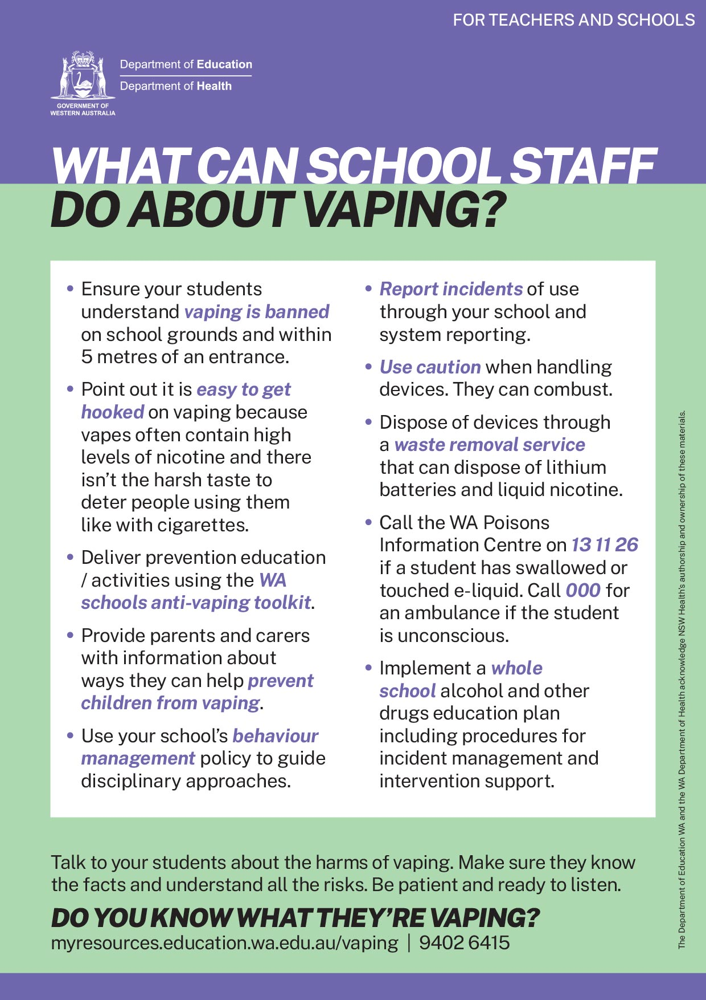 FOR TEACHERS AND SCHOOLS
Department of Education
Department of Health
GOVERNMENT OF
WESTERN AUSTRALIA
WHAT CAN SCHOOL STAFF
DO ABOUT VAPING?
• Ensure your students
understand vaping is banned
on school grounds and within
5 metres of an entrance.
• Point out it is easy to get
hooked on vaping because
vapes often contain high
levels of nicotine and there
isn’t the harsh taste to
deter people using them
like with cigarettes.
• Deliver prevention education
/ activities using the WA
schools anti-vaping toolkit.
• Provide parents and carers
with information about
ways they can help prevent
children from vaping.
• Use your school’s behaviour
management policy to guide
disciplinary approaches.
• Report incidents of use
through your school and
system reporting.
• Use caution when handling
devices. They can combust.
• Dispose of devices through
a waste removal service
that can dispose of lithium
batteries and liquid nicotine.
• Call the WA Poisons
Information Centre on 13 11 26
if a student has swallowed or
touched e-liquid. Call 000 for
an ambulance if the student
is unconscious.
• Implement a whole
school alcohol and other
drugs education plan
including procedures for
incident management and
intervention support.
Talk to your students about the harms of vaping. Make sure they know
the facts and understand all the risks. Be patient and ready to listen.
DO YOU KNOW WHAT THEY’RE VAPING?
myresources.education.wa.edu.au/vaping | 9402 6415
The Department of Education WA and the WA Department of Health acknowledge NSW Health’s authorship and ownership of these materials.